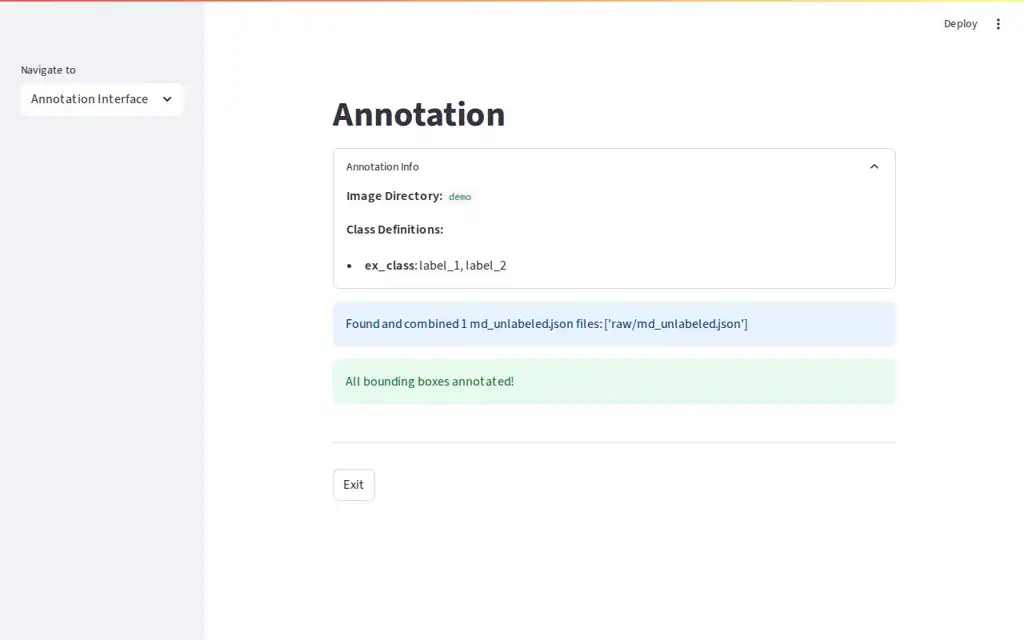 Deploy
Navigate to
Annotation Interface
Annotation
Annotation Info
Image Directory: demo
Class Definitions:
• ex_class: label_1, label_2
Found and combined 1 md_unlabeled.json files: ['raw/md_unlabeled.json']
All bounding boxes annotated!
Exit